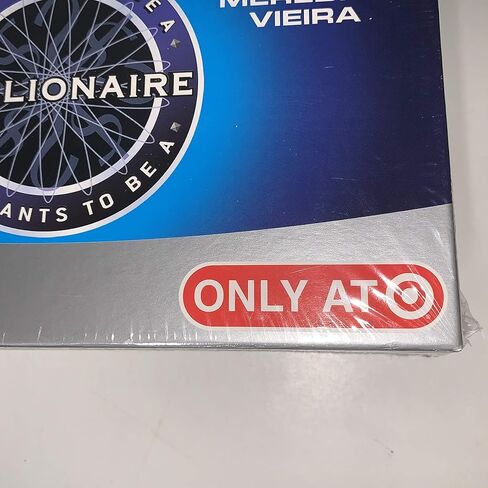 VIEIRA
LIONAIRE
ANTS TO BE A
ONLY AT